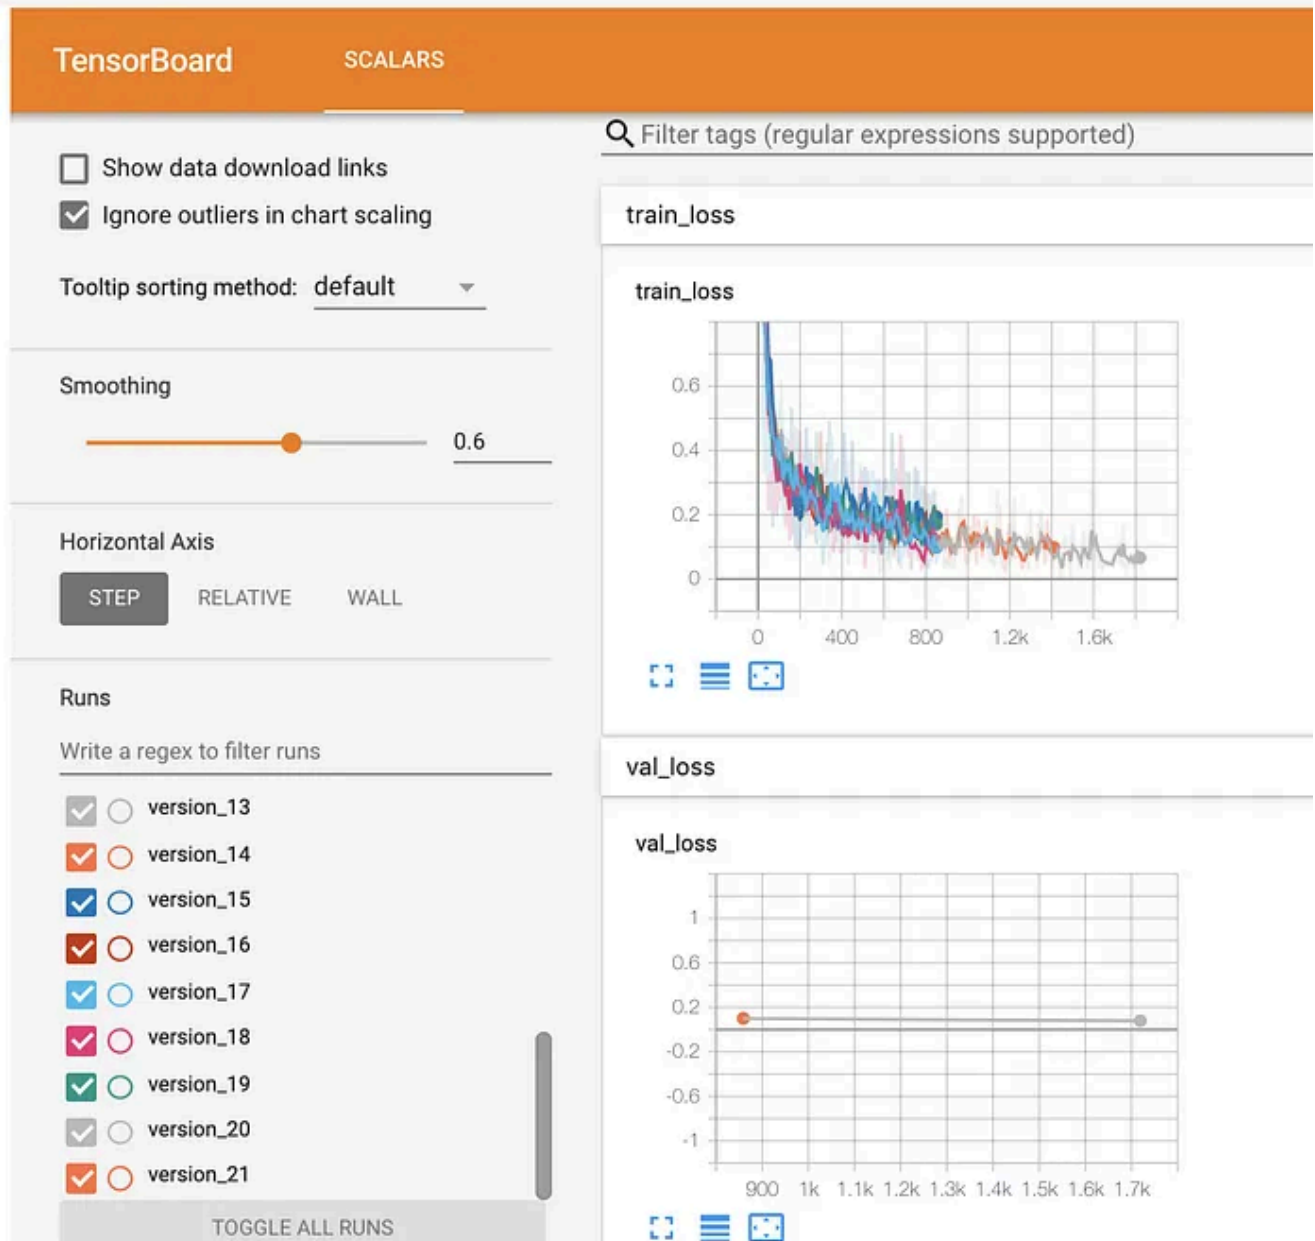 TensorBoard SCALARS
Filter tags (regular expressions supported)
Show data download links
Ignore outliers in chart scaling
Tooltip sorting method: default
Smoothing
0.6
Horizontal Axis
STEP RELATIVE WALL
Runs
Write a regex to filter runs
version_13
version_14
version_15
version_16
version_17
version_18
version_19
version_20
version_21
TOGGLE ALL RUNS
train_loss
train_loss
0.6
0.4
0.2
0
0 400 800 1.2k 1.6k
val_loss
val_loss
1
0.6
0.2
-0.2
-0.6
-1
900 1k 1.1k 1.2k 1.3k 1.4k 1.5k 1.6k 1.7k